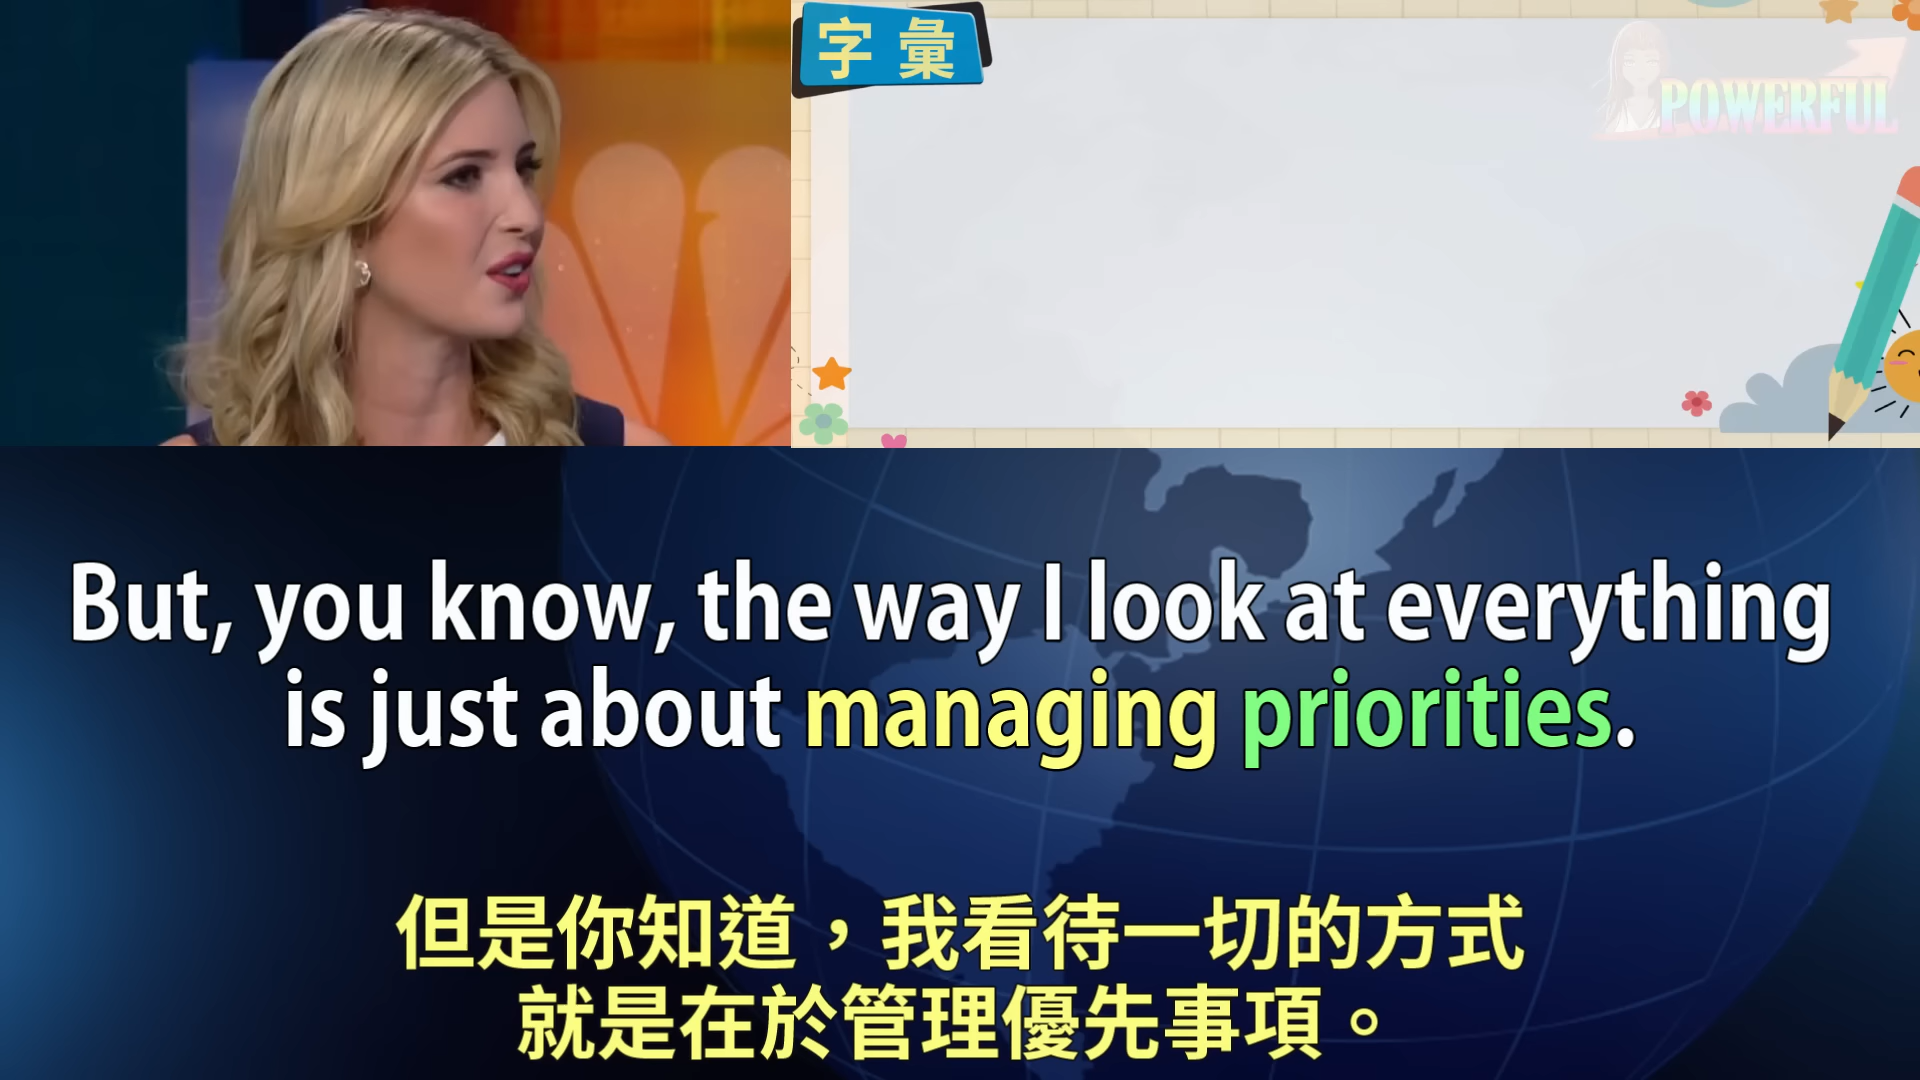 字彙
POWERFUL
But, you know, the way I look at everything
is just about managing priorities.
但是你知道，我看待一切的方式
就是在於管理優先事項。